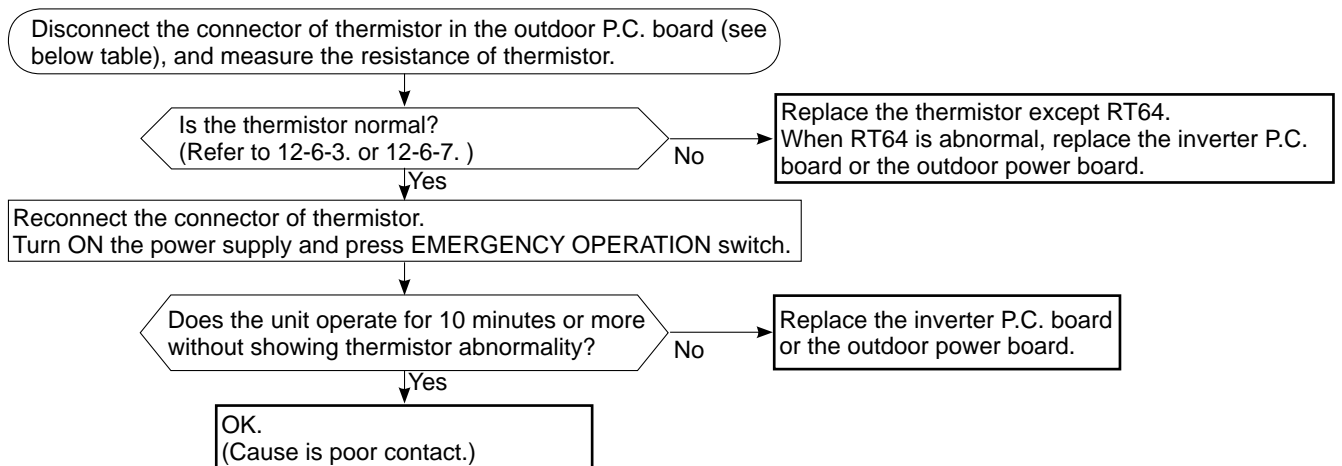 Disconnect the connector of thermistor in the outdoor P.C. board (see
below table), and measure the resistance of thermistor.
Is the thermistor normal?
(Refer to 12-6-3. or 12-6-7. )
No
Replace the thermistor except RT64.
When RT64 is abnormal, replace the inverter P.C.
board or the outdoor power board.
Yes
Reconnect the connector of thermistor.
Turn ON the power supply and press EMERGENCY OPERATION switch.
Does the unit operate for 10 minutes or more
without showing thermistor abnormality?
No
Replace the inverter P.C. board
or the outdoor power board.
Yes
OK.
(Cause is poor contact.)